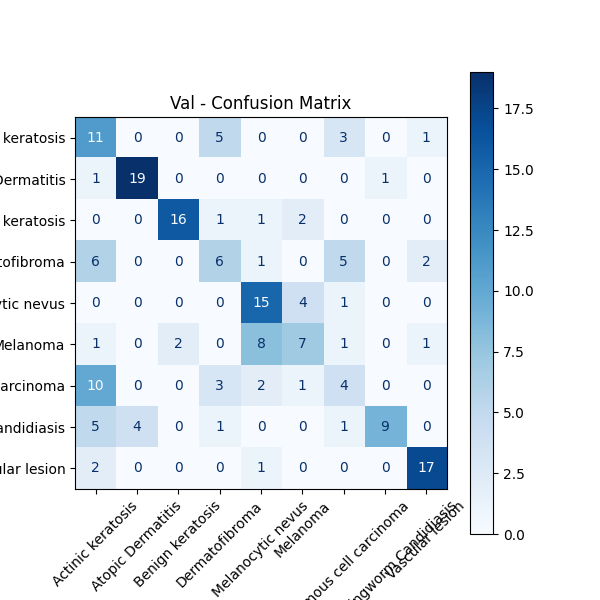 Val - Confusion Matrix
keratosis 11 0 0 5 0 0 3 0 1
Dermatitis 1 19 0 0 0 0 0 1 0
keratosis 0 0 16 1 1 2 0 0 0
tofibroma 6 0 0 6 1 0 5 0 2
ytic nevus 0 0 0 0 15 4 1 0 0
Melanoma 1 0 2 0 8 7 1 0 1
arcinoma 10 0 0 3 2 1 4 0 0
andidiasis 5 4 0 1 0 0 1 9 0
ular lesion 2 0 0 0 1 0 0 0 17
Actinic keratosis
Atopic Dermatitis
Benign keratosis
Dermatofibroma
Melanocytic nevus
Melanoma
mous cell carcinoma
ingworm Candidiasis
Vascular lesion
17.5
15.0
12.5
10.0
7.5
5.0
2.5
0.0